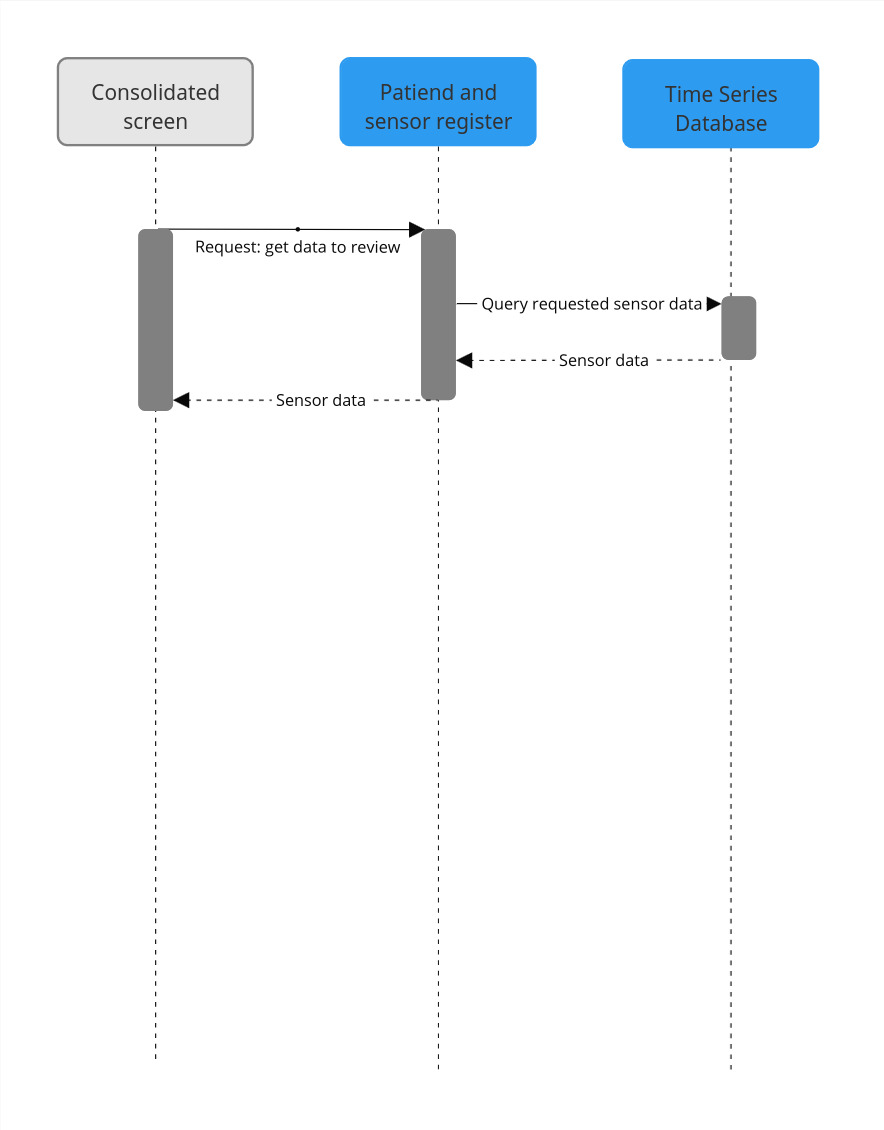 Consolidated
screen
Patiend and
sensor register
Time Series
Database
Request: get data to review
Query requested sensor data
Sensor data
Sensor data